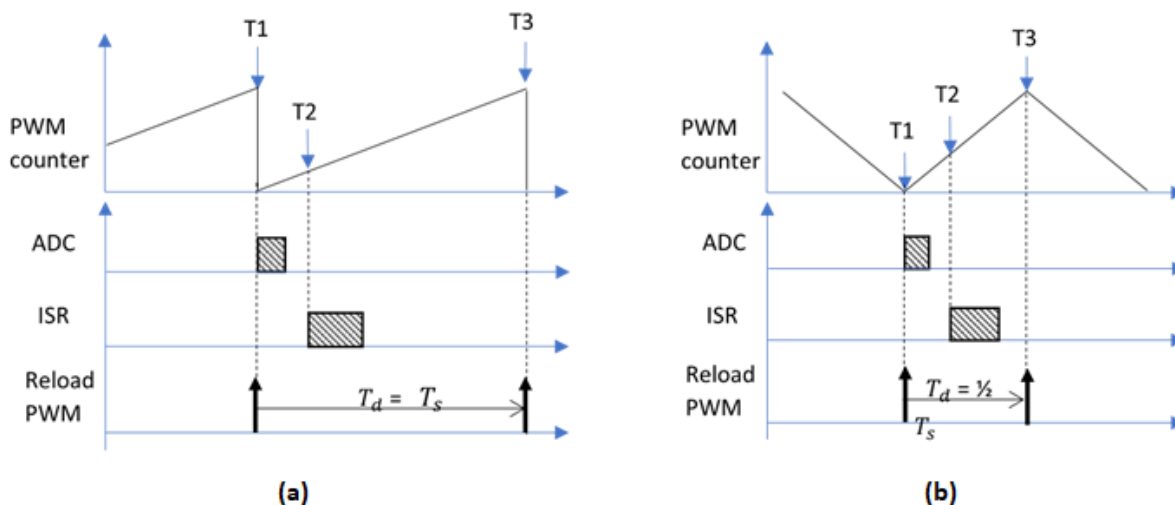 T1
T3
T2
PWM
counter
ADC
ISR
Reload
PWM
T_d = T_s
(a)
T3
T2
T1
PWM
counter
ADC
ISR
Reload
PWM
T_d = ½
T_s
(b)